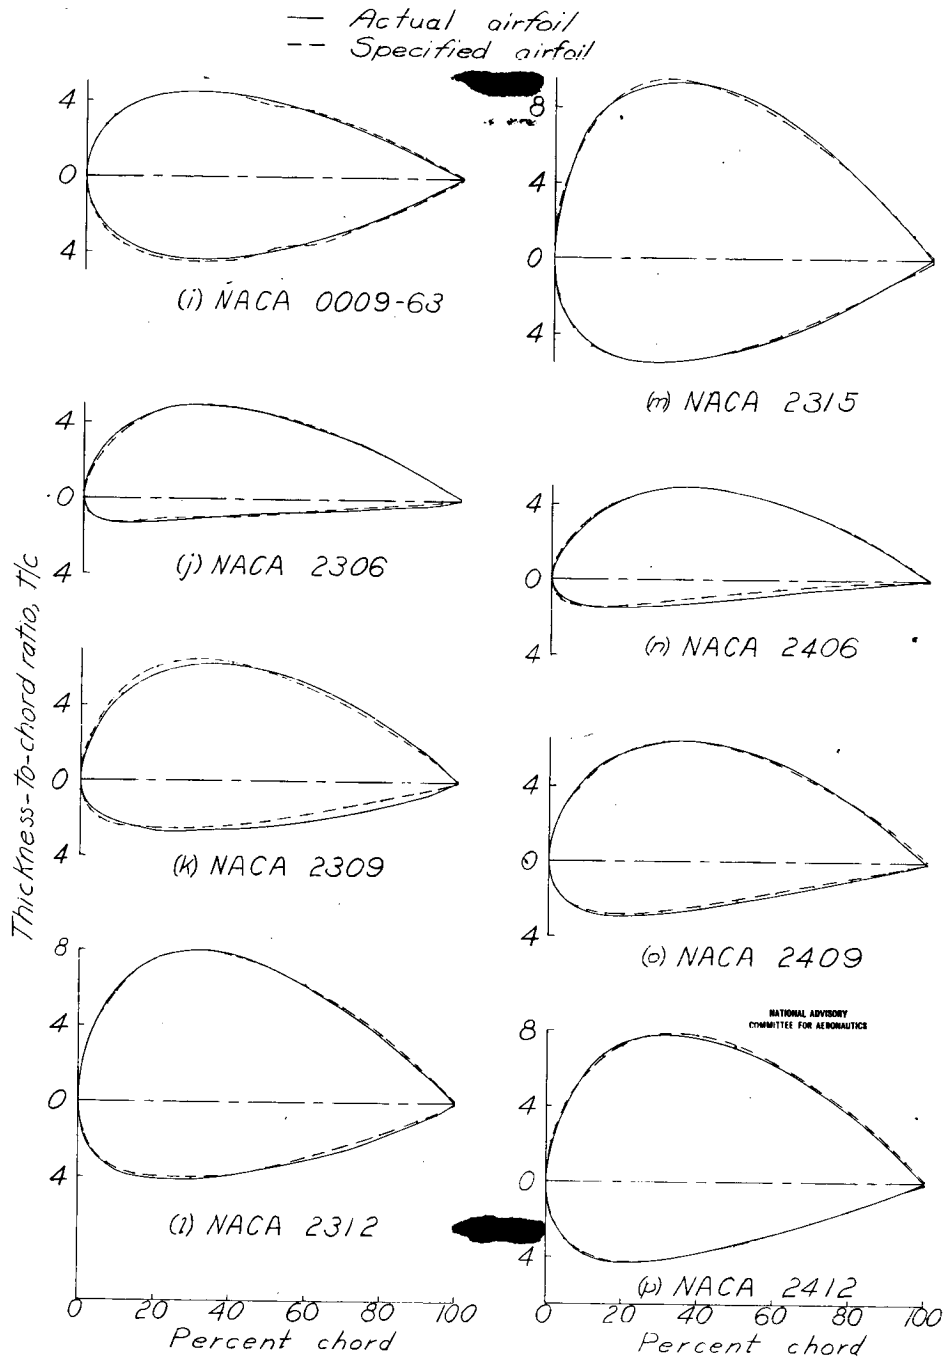 Actual airfoil
Specified airfoil
4
0
4
(i) NACA 0009-63
4
0
4
(j) NACA 2306
4
0
4
(k) NACA 2309
8
4
0
4
(l) NACA 2312
0 20 40 60 80 100
Percent chord
Thickness-to-chord ratio, t/c
8
4
0
4
(m) NACA 2315
4
0
4
(n) NACA 2406
4
0
4
(o) NACA 2409
NATIONAL ADVISORY
COMMITTEE FOR AERONAUTICS
8
4
0
4
(p) NACA 2412
0 20 40 60 80 100
Percent chord